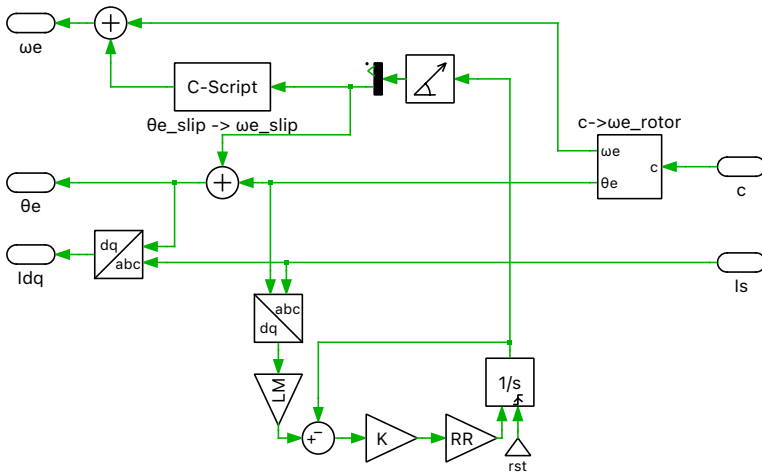 ωe
C-Script
θe_slip -> ωe_slip
c->ωe_rotor
ωe
θe
c
c
θe
Idq
dq
abc
Is
abc
dq
LM
+
−
K
RR
1/s
rst